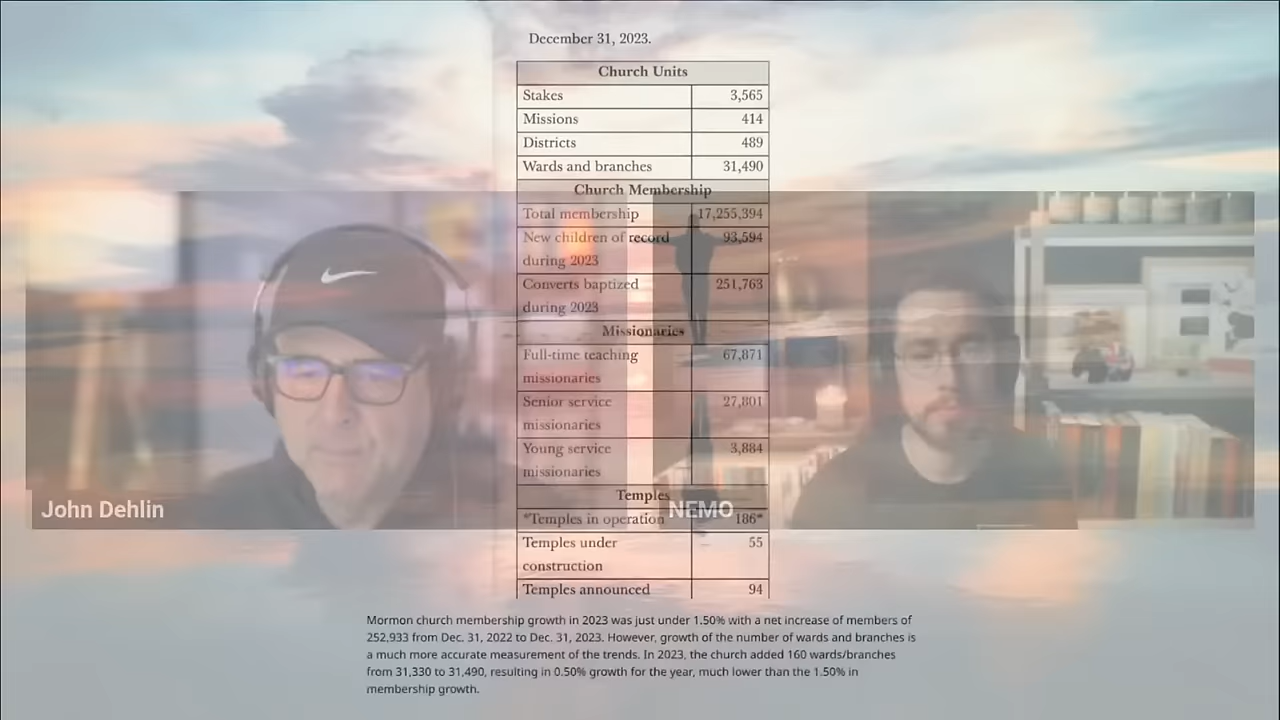 December 31, 2023.
Church Units
Stakes 3,565
Missions 414
Districts 489
Wards and branches 31,490
Church Membership
Total membership 17,255,394
New children of record 93,594
during 2023
Converts baptized 251,763
during 2023
Missionaries
Full-time teaching 67,871
missionaries
Senior service 27,801
missionaries
Young service 3,884
missionaries
Temples
John Dehlin
NEMO
*Temples in operation 186*
Temples under 55
construction
Temples announced 94
Mormon church membership growth in 2023 was just under 1.50% with a net increase of members of
252,933 from Dec. 31, 2022 to Dec. 31, 2023. However, growth of the number of wards and branches is
a much more accurate measurement of the trends. In 2023, the church added 160 wards/branches
from 31,330 to 31,490, resulting in 0.50% growth for the year, much lower than the 1.50% in
membership growth.